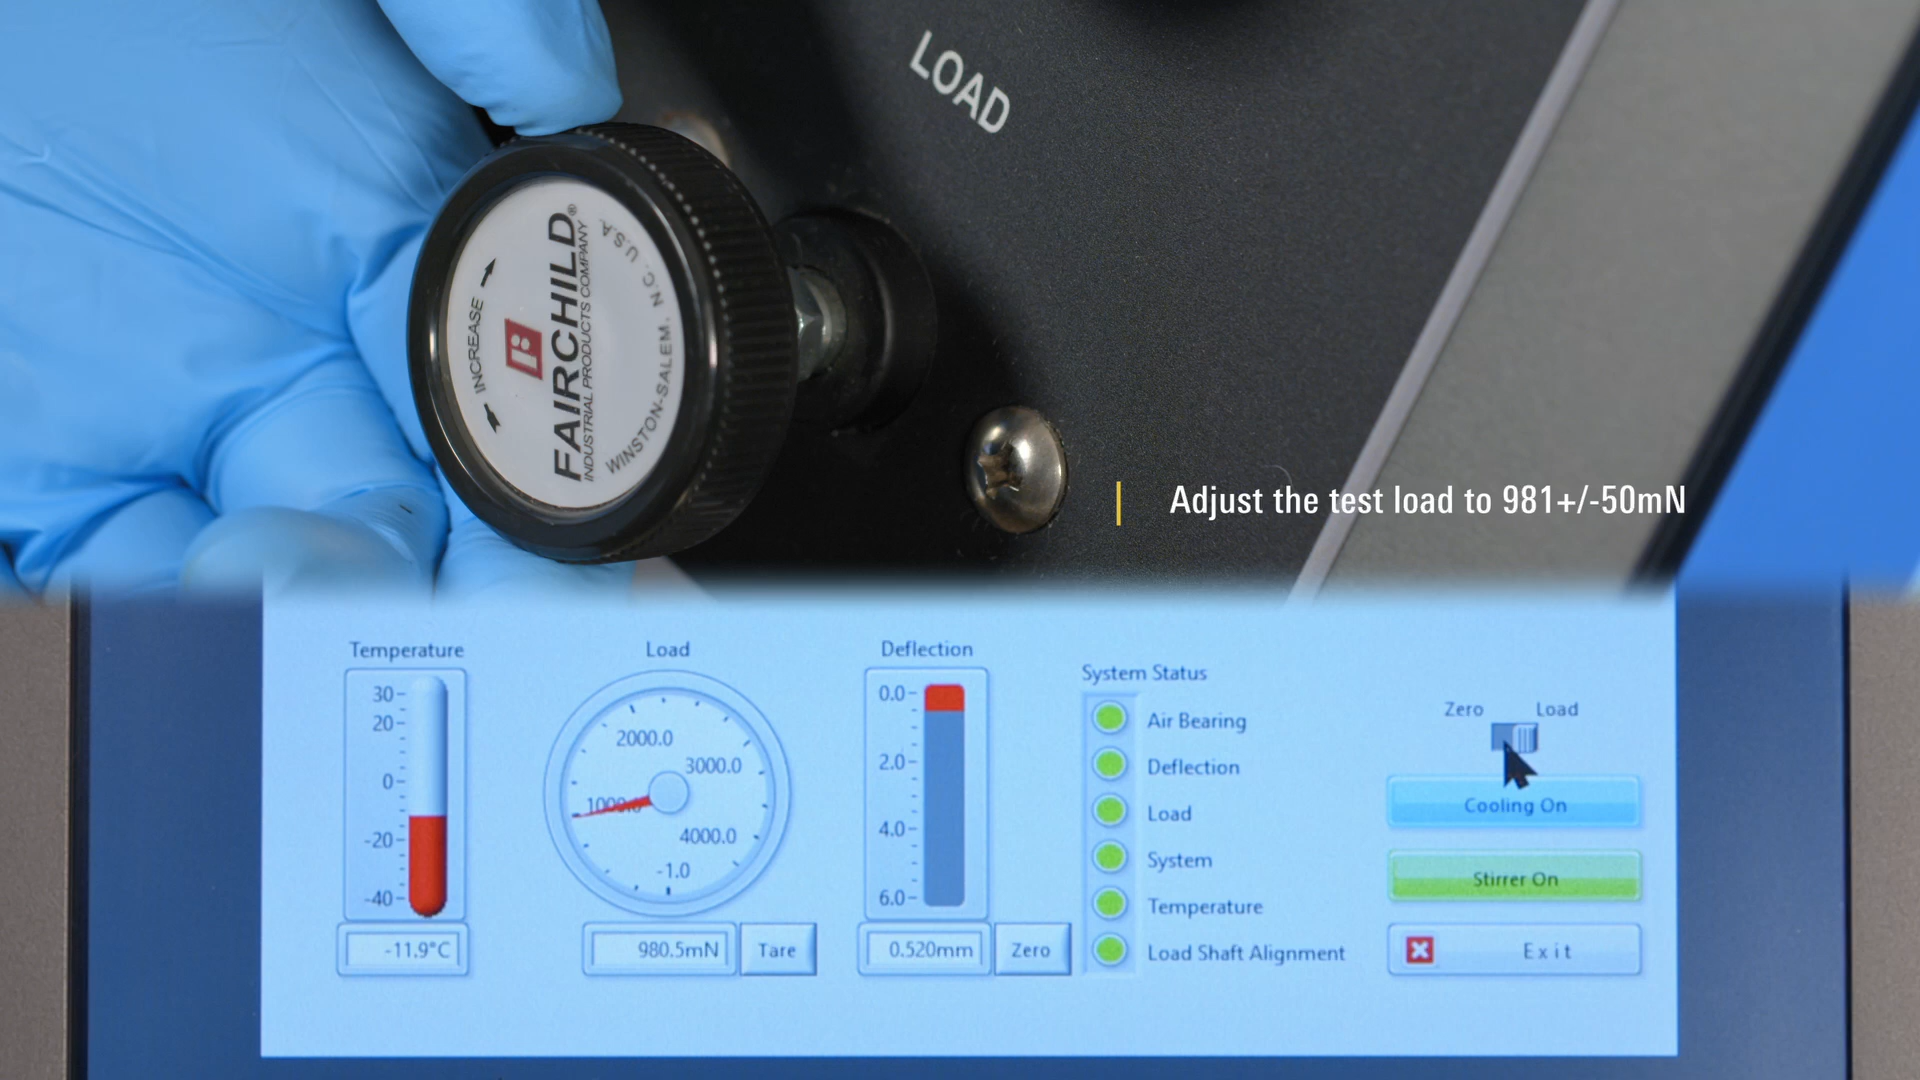 LOAD
INCREASE
FAIRCHILD®
INDUSTRIAL PRODUCTS COMPANY
WINSTON-SALEM, N.C. U.S.A
Adjust the test load to 981+/-50mN
Temperature
30
20
0
-20
-40
-11.9°C
Load
2000.0
3000.0
1000.0
4000.0
-1.0
980.5mN
Tare
Deflection
0.0
2.0
4.0
6.0
0.520mm
Zero
System Status
Air Bearing
Deflection
Load
System
Temperature
Load Shaft Alignment
Zero Load
Cooling On
Stirrer On
Exit